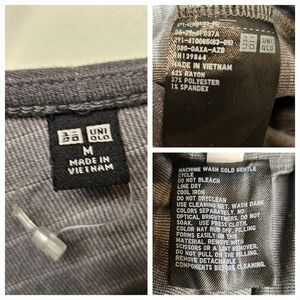 ユニ
クロ
UNI
QLO
M
MADE IN
VIETNAM
291-410085(83-05)
UNI
QLO
MADE IN VIETNAM
62% RAYON
37% POLYESTER
1% SPANDEX
MACHINE WASH COLD GENTLE
CYCLE
DO NOT BLEACH
LINE DRY
COOL IRON
DO NOT DRYCLEAN
USE CLEANING NET, WASH DARK
COLORS SEPARATELY, NO
OPTICAL BRIGHTENERS, DO NOT
SOAK. USE PRESS CLOTH.
COLOR MAY RUB OFF. PILLING
FORMS EASILY ON THIS
MATERIAL. REMOVE WITH
SCISSORS OR A LINT REMOVER.
DO NOT PULL ON THE PILLING.
REMOVE DETACHABLE
COMPONENTS BEFORE CLEANING.